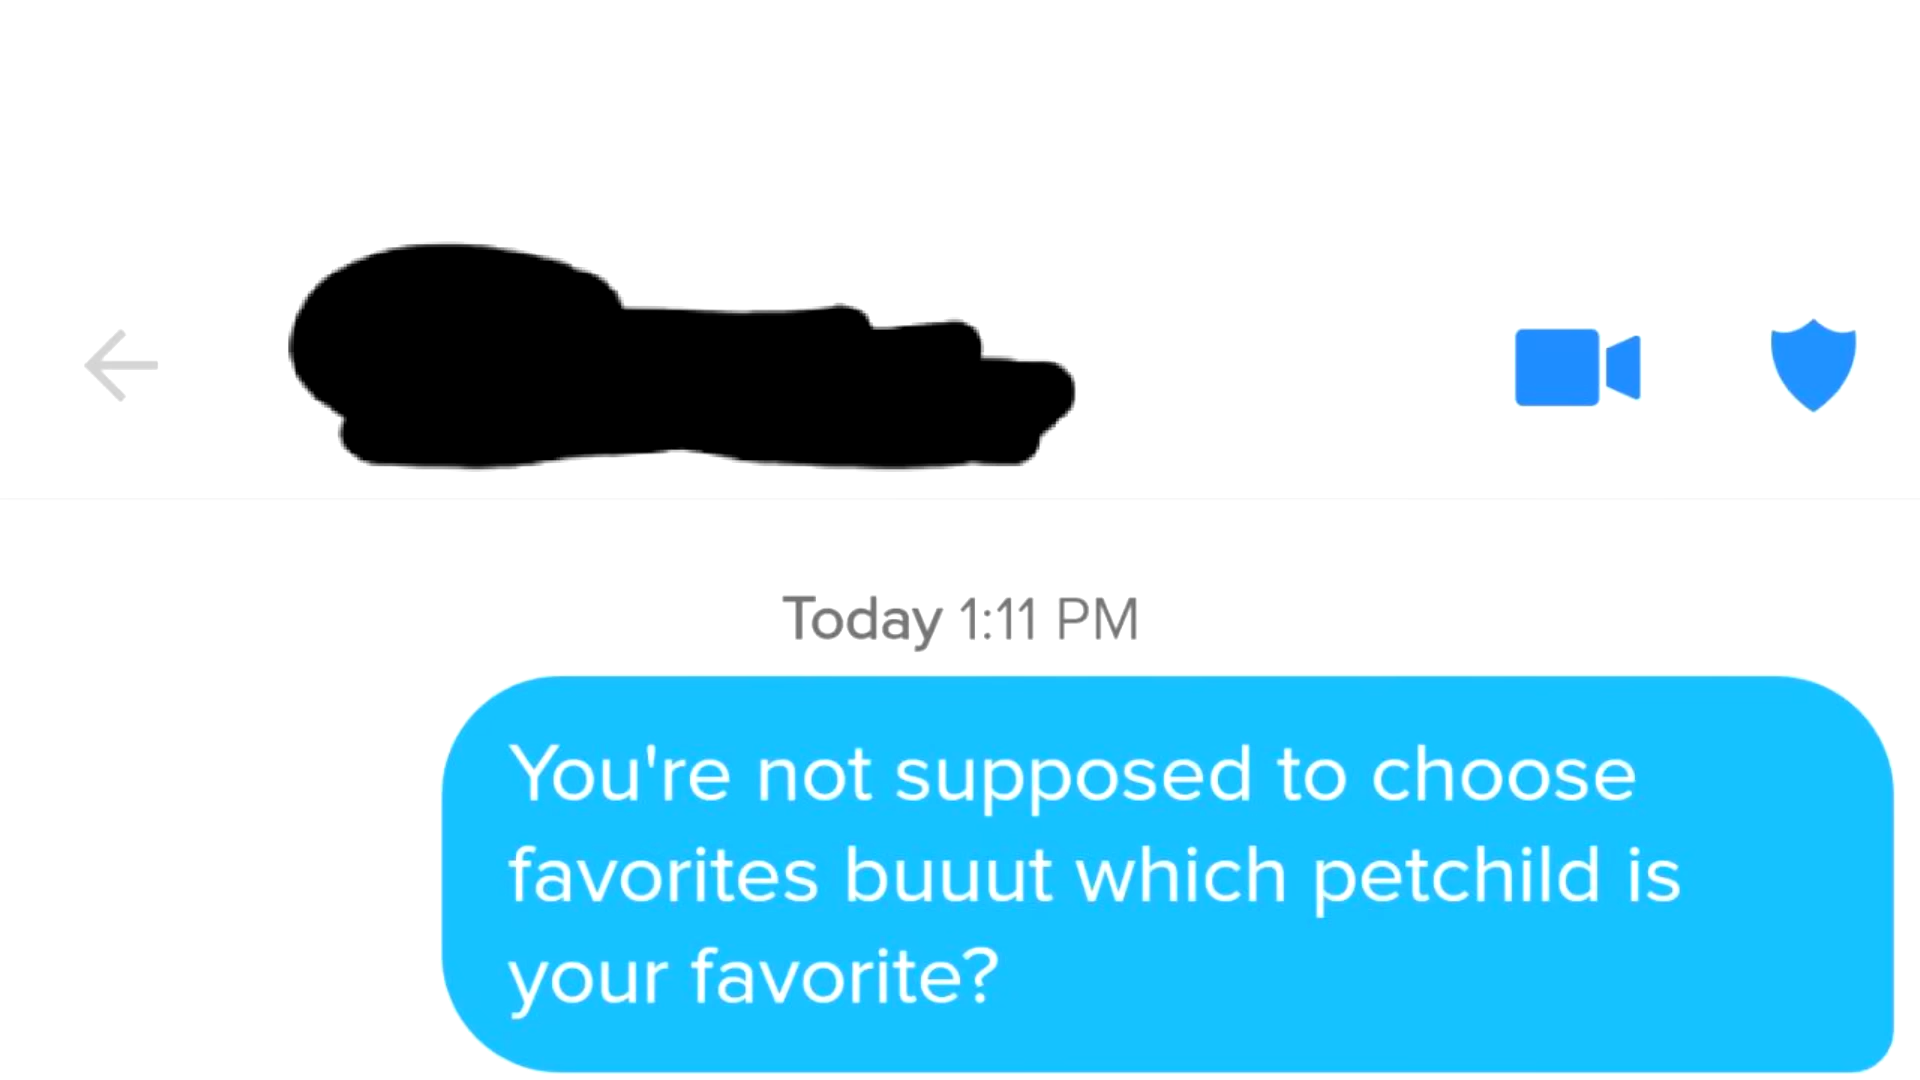 Today 1:11 PM
You're not supposed to choose
favorites buuut which petchild is
your favorite?